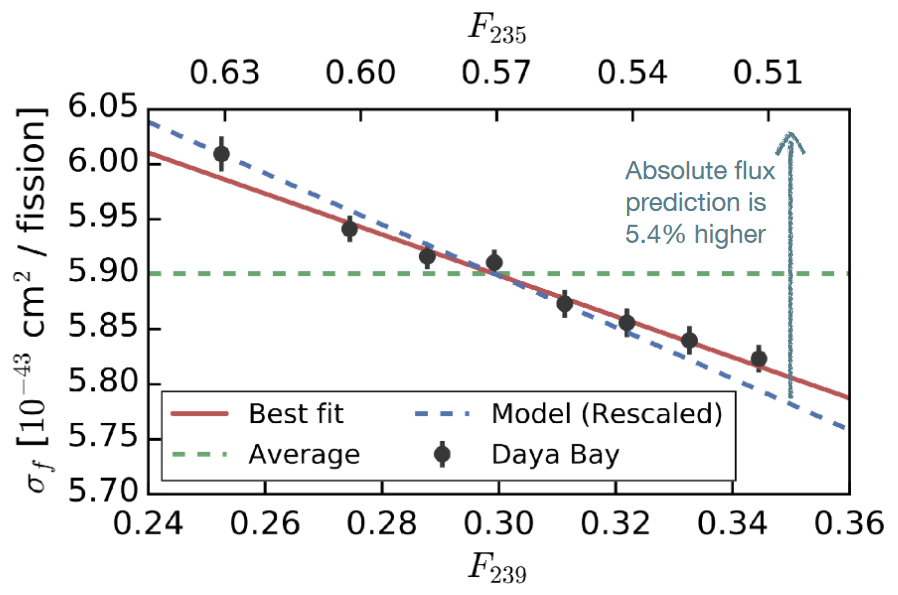 F₂₃₅
0.63 0.60 0.57 0.54 0.51
σ_f [10⁻⁴³ cm² / fission]
6.05
6.00
5.95
5.90
5.85
5.80
5.75
5.70
Absolute flux
prediction is
5.4% higher
Best fit Model (Rescaled)
Average Daya Bay
0.24 0.26 0.28 0.30 0.32 0.34 0.36
F₂₃₉